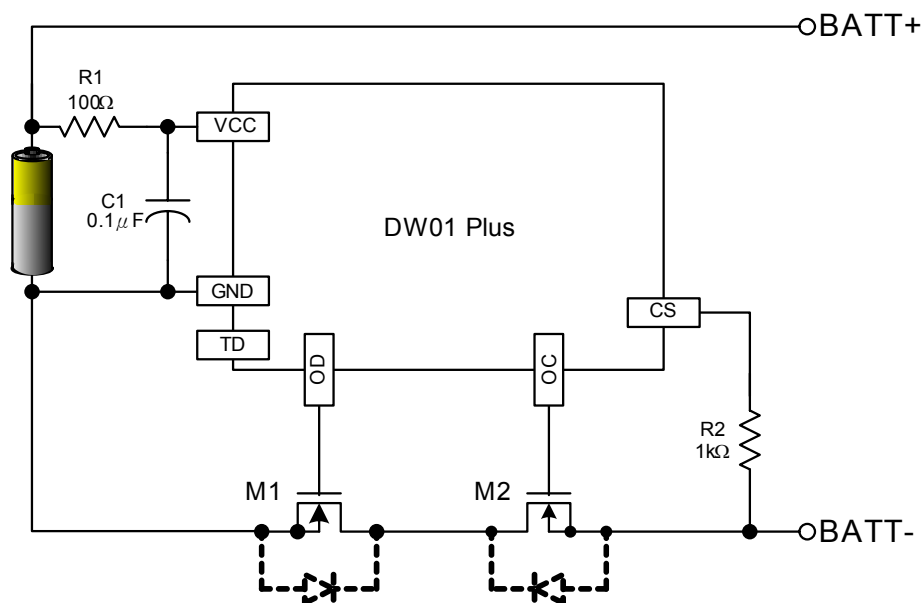 BATT+
R1
100Ω
VCC
C1
0.1μF
DW01 Plus
GND
CS
TD
OD
OC
R2
1kΩ
M1
M2
BATT-